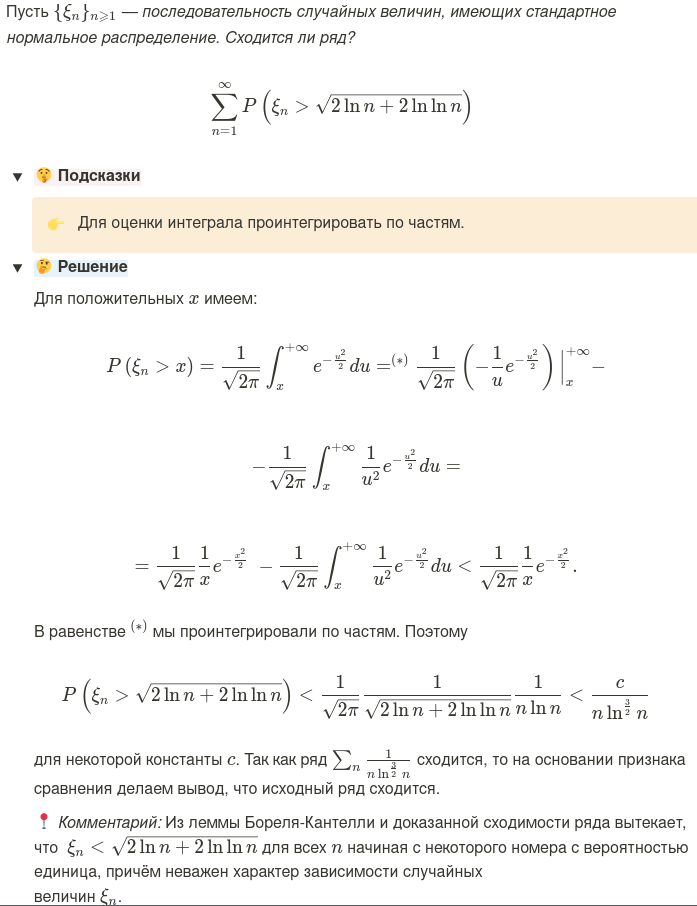 Пусть {ξₙ}ₙ⩾₁ — последовательность случайных величин, имеющих стандартное
нормальное распределение. Сходится ли ряд?
$$\sum_{n=1}^{\infty} P\left(\xi_n > \sqrt{2\ln n + 2\ln\ln n}\right)$$
▼ 🤫 Подсказки
👉 Для оценки интеграла проинтегрировать по частям.
▼ 🤔 Решение
Для положительных $x$ имеем:
$$P(\xi_n > x) = \frac{1}{\sqrt{2\pi}} \int_x^{+\infty} e^{-\frac{u^2}{2}} du =^{(*)} \frac{1}{\sqrt{2\pi}} \left(-\frac{1}{u} e^{-\frac{u^2}{2}}\right)\Big|_x^{+\infty} -$$
$$-\frac{1}{\sqrt{2\pi}} \int_x^{+\infty} \frac{1}{u^2} e^{-\frac{u^2}{2}} du =$$
$$= \frac{1}{\sqrt{2\pi}} \frac{1}{x} e^{-\frac{x^2}{2}} - \frac{1}{\sqrt{2\pi}} \int_x^{+\infty} \frac{1}{u^2} e^{-\frac{u^2}{2}} du < \frac{1}{\sqrt{2\pi}} \frac{1}{x} e^{-\frac{x^2}{2}}.$$
В равенстве $^{(*)}$ мы проинтегрировали по частям. Поэтому
$$P\left(\xi_n > \sqrt{2\ln n + 2\ln\ln n}\right) < \frac{1}{\sqrt{2\pi}} \frac{1}{\sqrt{2\ln n + 2\ln\ln n}} \frac{1}{n\ln n} < \frac{c}{n\ln^{\frac{3}{2}} n}$$
для некоторой константы $c$. Так как ряд $\sum_n \frac{1}{n\ln^{\frac{3}{2}} n}$ сходится, то на основании признака
сравнения делаем вывод, что исходный ряд сходится.
📍 Комментарий: Из леммы Бореля-Кантелли и доказанной сходимости ряда вытекает,
что $\xi_n < \sqrt{2\ln n + 2\ln\ln n}$ для всех $n$ начиная с некоторого номера с вероятностью
единица, причём неважен характер зависимости случайных
величин $\xi_n$.